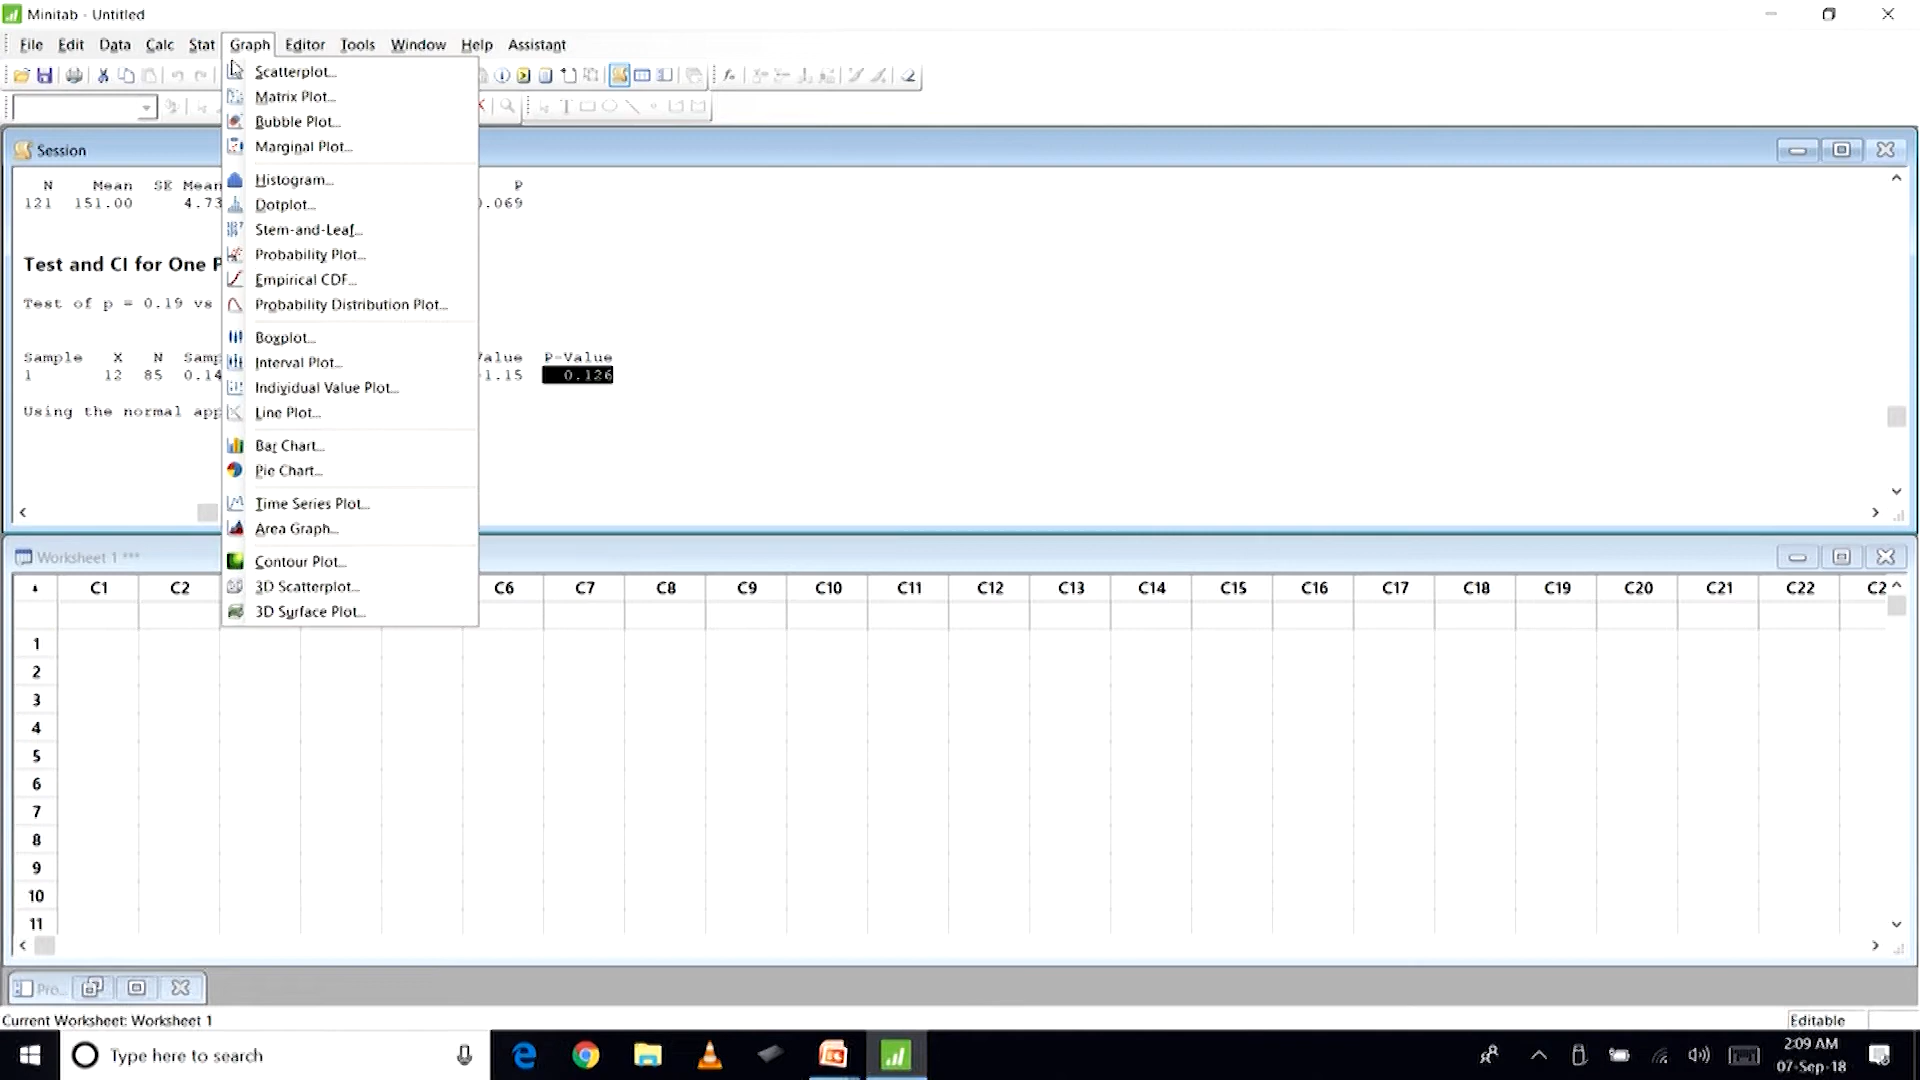 Minitab - Untitled
File Edit Data Calc Stat Graph Editor Tools Window Help Assistant
Scatterplot...
Matrix Plot...
Bubble Plot...
Marginal Plot...
Histogram...
Dotplot...
Stem-and-Leaf...
Probability Plot...
Empirical CDF...
Probability Distribution Plot...
Boxplot...
Interval Plot...
Individual Value Plot...
Line Plot...
Bar Chart...
Pie Chart...
Time Series Plot...
Area Graph...
Contour Plot...
3D Scatterplot...
3D Surface Plot...
Session
N Mean SE Mean P
121 151.00 4.73 0.069
Test and CI for One P
Test of p = 0.19 vs
Sample X N Samp Value P-Value
1 12 85 0.14 1.15 0.126
Using the normal app
Worksheet 1 ***
C1 C2 C6 C7 C8 C9 C10 C11 C12 C13 C14 C15 C16 C17 C18 C19 C20 C21 C22 C2
1
2
3
4
5
6
7
8
9
10
11
Pro...
Current Worksheet: Worksheet 1
Editable
Type here to search
2:09 AM
07-Sep-18